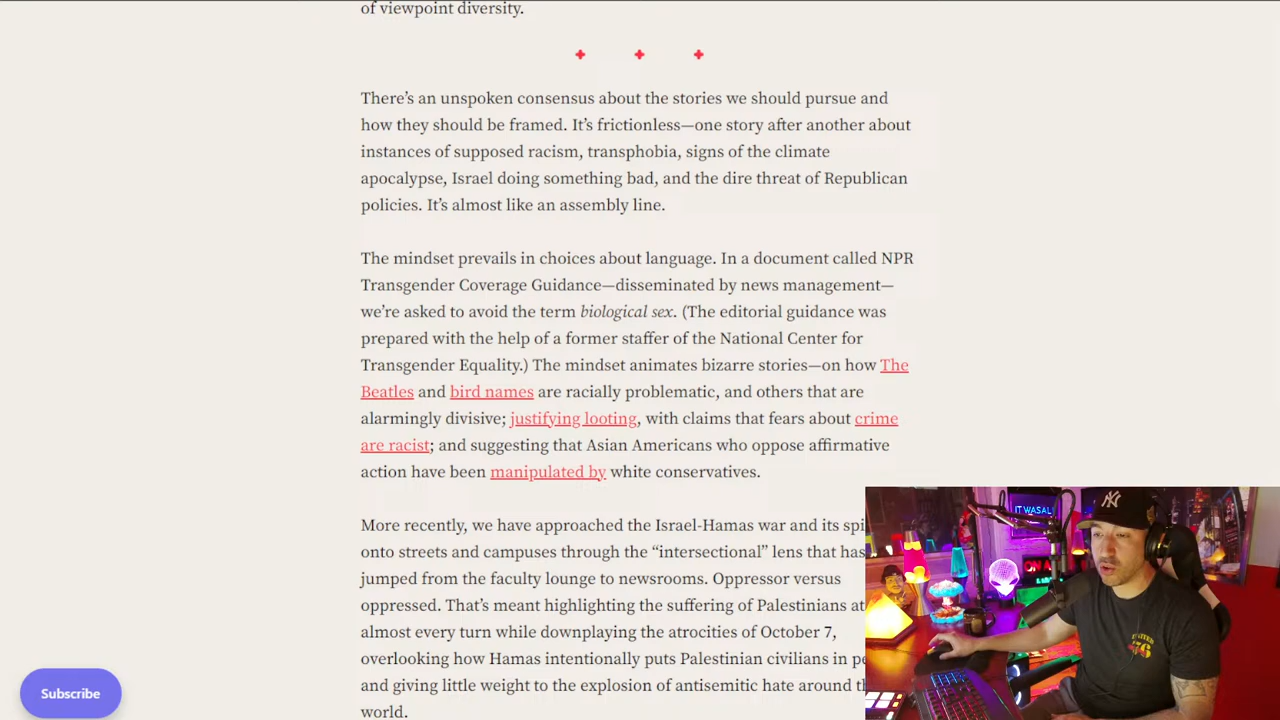 of viewpoint diversity.
There’s an unspoken consensus about the stories we should pursue and
how they should be framed. It’s frictionless—one story after another about
instances of supposed racism, transphobia, signs of the climate
apocalypse, Israel doing something bad, and the dire threat of Republican
policies. It’s almost like an assembly line.
The mindset prevails in choices about language. In a document called NPR
Transgender Coverage Guidance—disseminated by news management—
we’re asked to avoid the term biological sex. (The editorial guidance was
prepared with the help of a former staffer of the National Center for
Transgender Equality.) The mindset animates bizarre stories—on how The
Beatles and bird names are racially problematic, and others that are
alarmingly divisive; justifying looting, with claims that fears about crime
are racist; and suggesting that Asian Americans who oppose affirmative
action have been manipulated by white conservatives.
More recently, we have approached the Israel-Hamas war and its spi
onto streets and campuses through the “intersectional” lens that has
jumped from the faculty lounge to newsrooms. Oppressor versus
oppressed. That’s meant highlighting the suffering of Palestinians at
almost every turn while downplaying the atrocities of October 7,
overlooking how Hamas intentionally puts Palestinian civilians in pe
and giving little weight to the explosion of antisemitic hate around th
world.
Subscribe
IT WAS AL
ON A
76